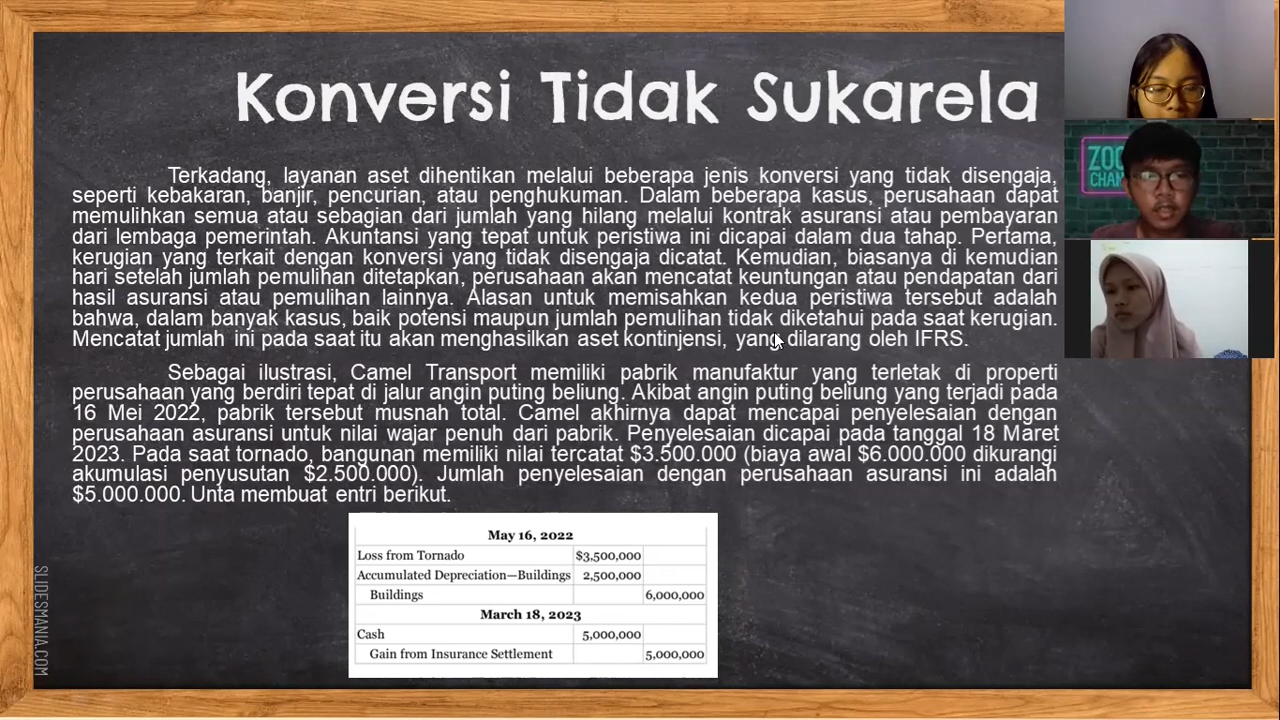 Konversi Tidak Sukarela
Terkadang, layanan aset dihentikan melalui beberapa jenis konversi yang tidak disengaja,
seperti kebakaran, banjir, pencurian, atau penghukuman. Dalam beberapa kasus, perusahaan dapat
memulihkan semua atau sebagian dari jumlah yang hilang melalui kontrak asuransi atau pembayaran
dari lembaga pemerintah. Akuntansi yang tepat untuk peristiwa ini dicapai dalam dua tahap. Pertama,
kerugian yang terkait dengan konversi yang tidak disengaja dicatat. Kemudian, biasanya di kemudian
hari setelah jumlah pemulihan ditetapkan, perusahaan akan mencatat keuntungan atau pendapatan dari
hasil asuransi atau pemulihan lainnya. Alasan untuk memisahkan kedua peristiwa tersebut adalah
bahwa, dalam banyak kasus, baik potensi maupun jumlah pemulihan tidak diketahui pada saat kerugian.
Mencatat jumlah ini pada saat itu akan menghasilkan aset kontinjensi, yang dilarang oleh IFRS.
Sebagai ilustrasi, Camel Transport memiliki pabrik manufaktur yang terletak di properti
perusahaan yang berdiri tepat di jalur angin puting beliung. Akibat angin puting beliung yang terjadi pada
16 Mei 2022, pabrik tersebut musnah total. Camel akhirnya dapat mencapai penyelesaian dengan
perusahaan asuransi untuk nilai wajar penuh dari pabrik. Penyelesaian dicapai pada tanggal 18 Maret
2023. Pada saat tornado, bangunan memiliki nilai tercatat $3.500.000 (biaya awal $6.000.000 dikurangi
akumulasi penyusutan $2.500.000). Jumlah penyelesaian dengan perusahaan asuransi ini adalah
$5.000.000. Unta membuat entri berikut.
May 16, 2022
Loss from Tornado $3,500,000
Accumulated Depreciation—Buildings 2,500,000
Buildings 6,000,000
March 18, 2023
Cash 5,000,000
Gain from Insurance Settlement 5,000,000
SLIDESMANIA.COM